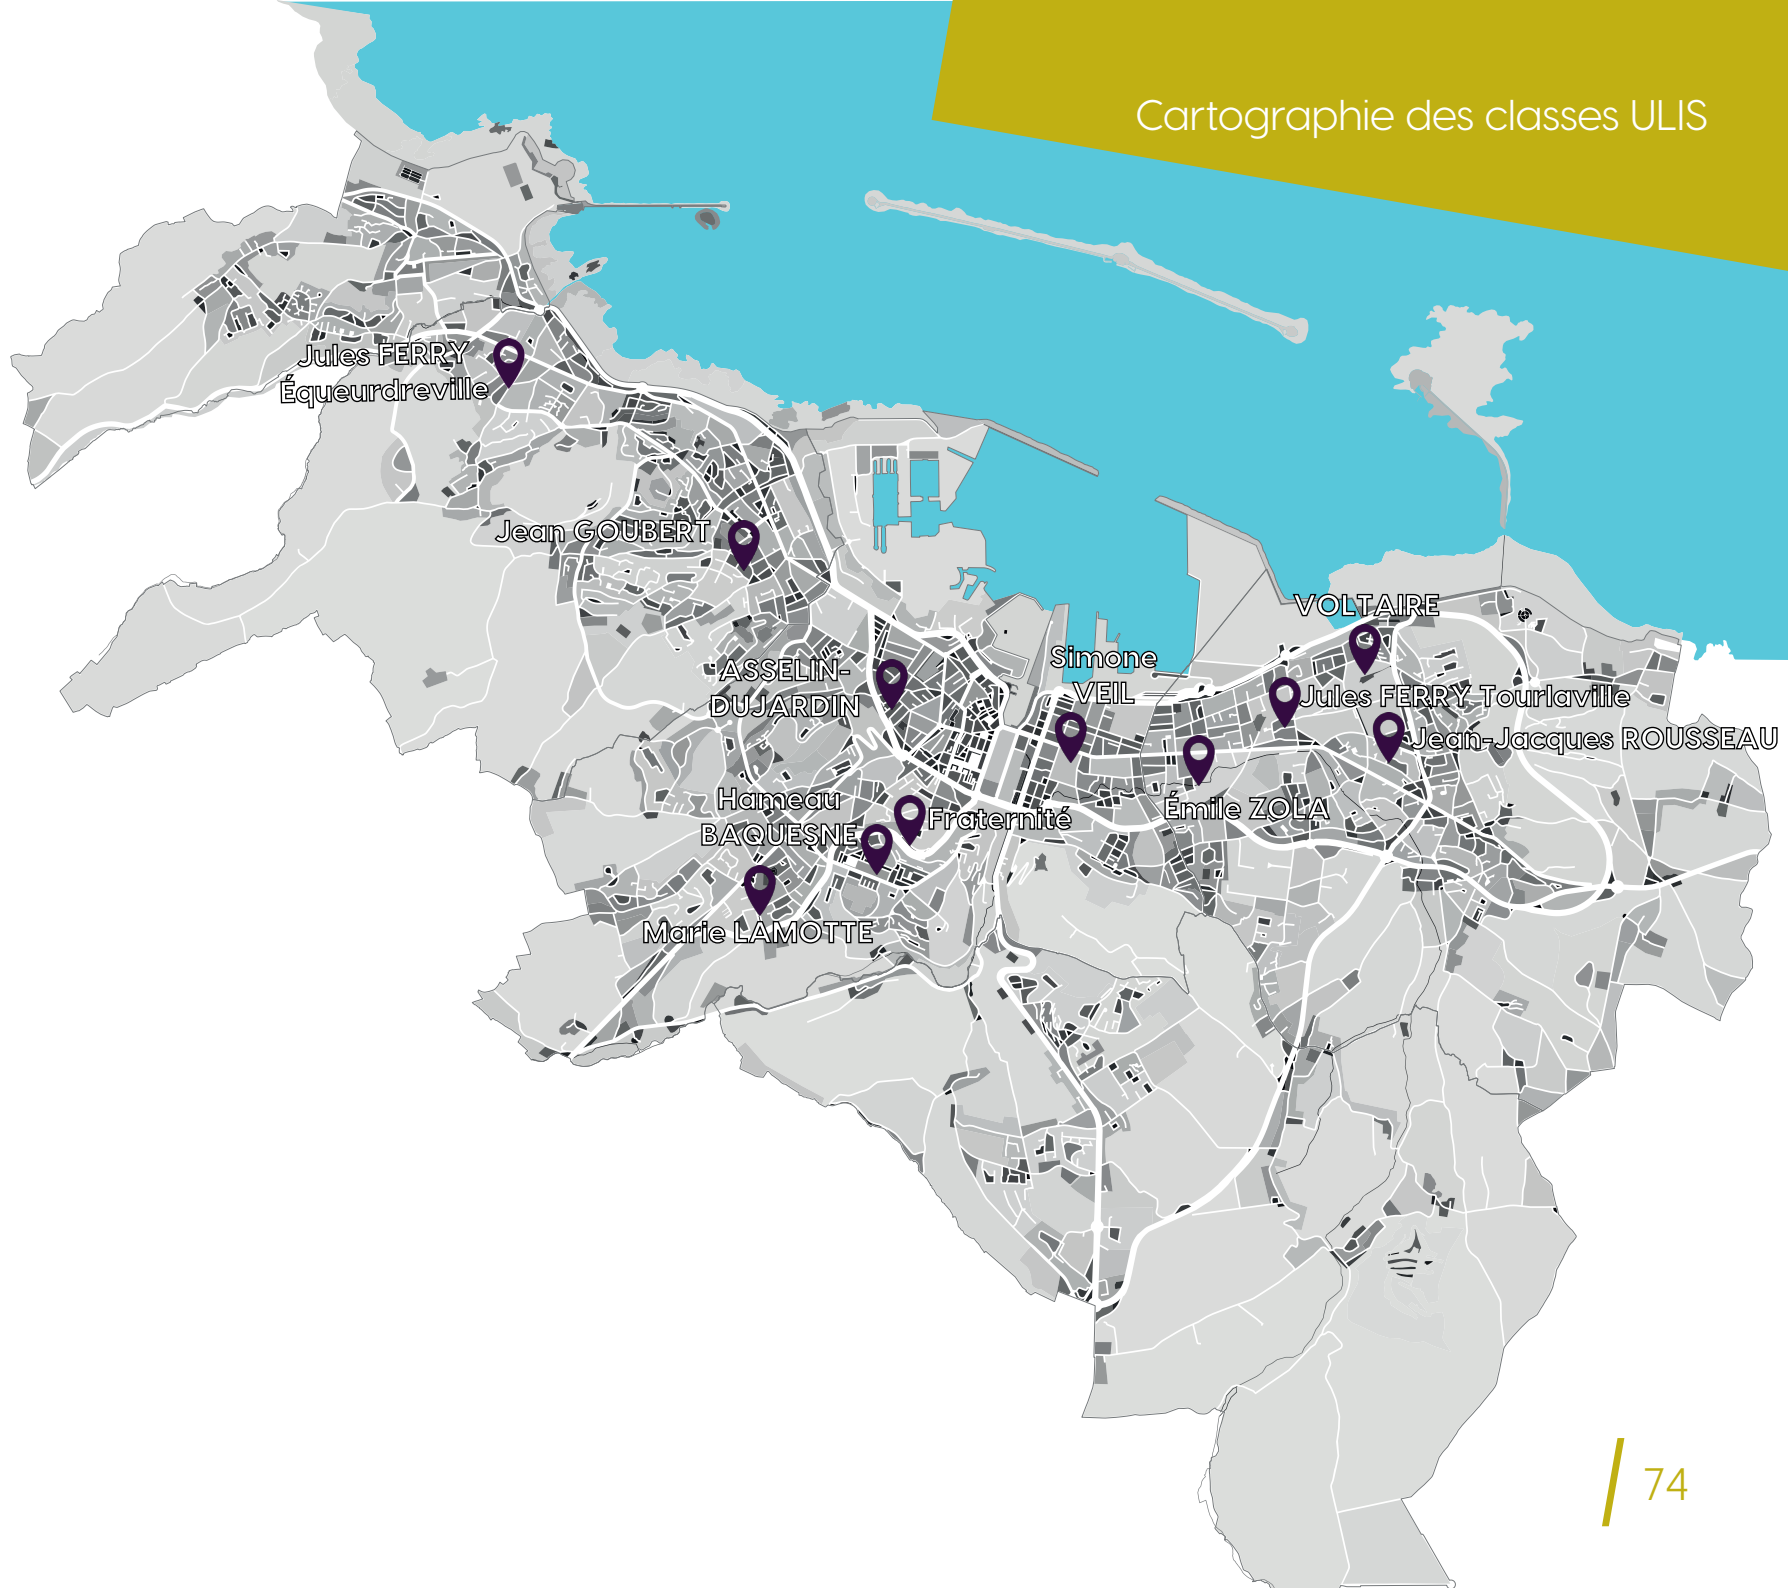 Cartographie des classes ULIS
Jules FERRY
Équeurdreville
Jean GOUBERT
VOLTAIRE
Simone
VEIL
ASSELIN-
DUJARDIN
Jules FERRY Tourlaville
Jean-Jacques ROUSSEAU
Hameau
BAQUESNE
Fraternité
Émile ZOLA
Marie LAMOTTE
74